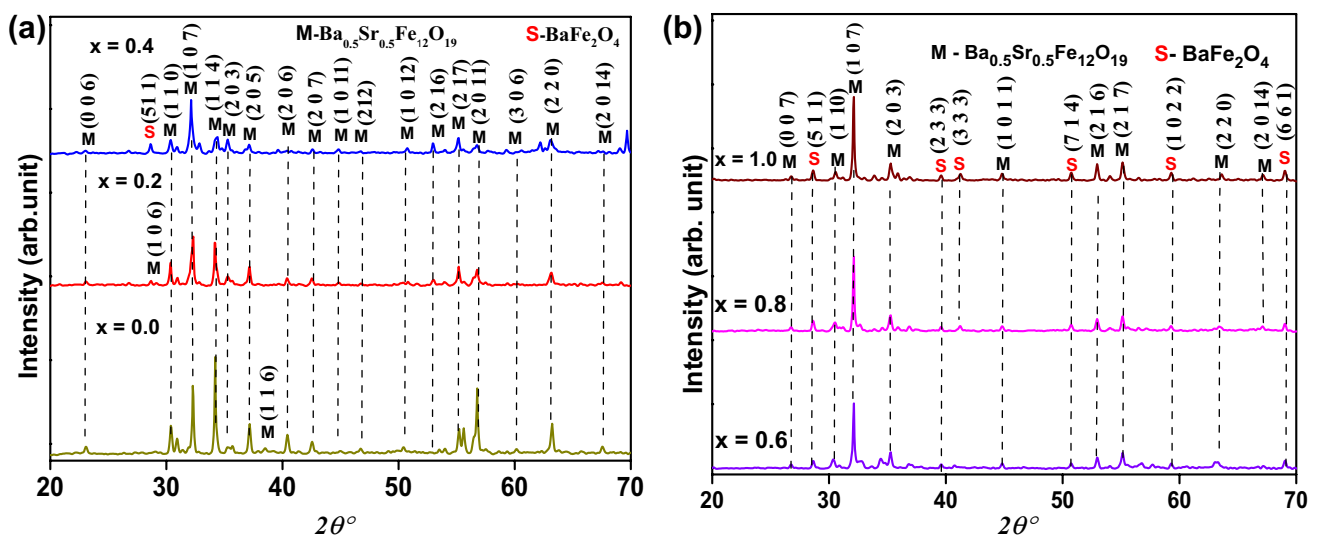 (a)
M-Ba0.5Sr0.5Fe12O19
S-BaFe2O4
x = 0.4
M (0 0 6)
S (5 1 1)
M (1 1 0)
M (1 0 7)
M (1 1 4)
M (2 0 3)
M (2 0 5)
M (2 0 6)
M (2 0 7)
M (1 0 11)
M (212)
M (1 0 12)
M (2 16)
M (2 17)
M (2 0 11)
M (3 0 6)
M (2 2 0)
M (2 0 14)
x = 0.2
M (1 0 6)
x = 0.0
M (1 1 6)
Intensity (arb.unit)
20 30 40 50 60 70
2θ°
(b)
M - Ba0.5Sr0.5Fe12O19
S- BaFe2O4
x = 1.0
M (0 0 7)
S (5 1 1)
M (1 10)
M (1 0 7)
M (2 0 3)
S (2 3 3)
S (3 3 3)
M (1 0 1 1)
S (7 1 4)
M (2 1 6)
M (2 1 7)
S (1 0 2 2)
M (2 2 0)
M (2 0 14)
S (6 6 1)
x = 0.8
x = 0.6
Intensity (arb. unit)
20 30 40 50 60 70
2θ°